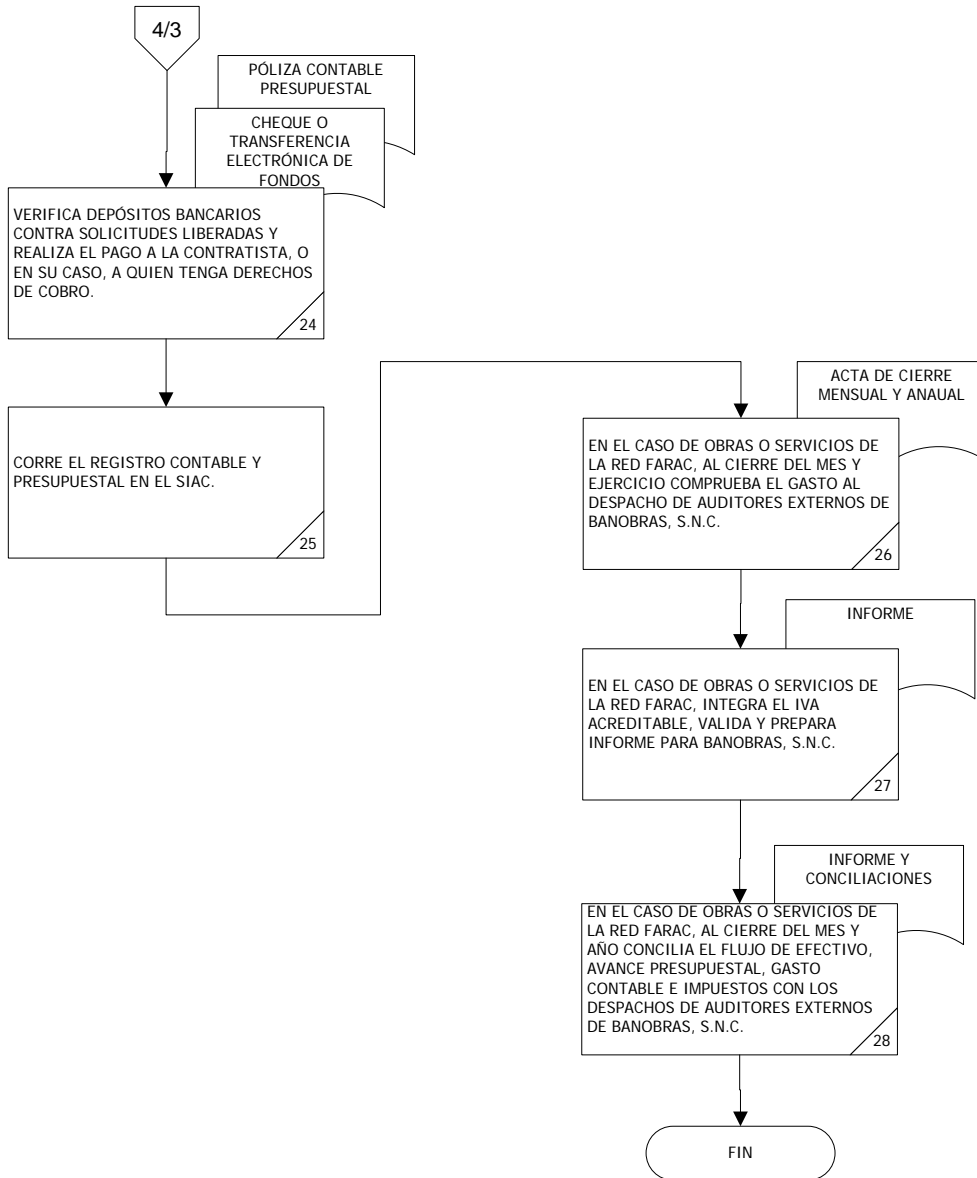 4/3
PÓLIZA CONTABLE
PRESUPUESTAL
CHEQUE O
TRANSFERENCIA
ELECTRÓNICA DE
FONDOS
VERIFICA DEPÓSITOS BANCARIOS
CONTRA SOLICITUDES LIBERADAS Y
REALIZA EL PAGO A LA CONTRATISTA, O
EN SU CASO, A QUIEN TENGA DERECHOS
DE COBRO.
24
CORRE EL REGISTRO CONTABLE Y
PRESUPUESTAL EN EL SIAC.
25
ACTA DE CIERRE
MENSUAL Y ANAUAL
EN EL CASO DE OBRAS O SERVICIOS DE
LA RED FARAC, AL CIERRE DEL MES Y
EJERCICIO COMPRUEBA EL GASTO AL
DESPACHO DE AUDITORES EXTERNOS DE
BANOBRAS, S.N.C.
26
INFORME
EN EL CASO DE OBRAS O SERVICIOS DE
LA RED FARAC, INTEGRA EL IVA
ACREDITABLE, VALIDA Y PREPARA
INFORME PARA BANOBRAS, S.N.C.
27
INFORME Y
CONCILIACIONES
EN EL CASO DE OBRAS O SERVICIOS DE
LA RED FARAC, AL CIERRE DEL MES Y
AÑO CONCILIA EL FLUJO DE EFECTIVO,
AVANCE PRESUPUESTAL, GASTO
CONTABLE E IMPUESTOS CON LOS
DESPACHOS DE AUDITORES EXTERNOS
DE BANOBRAS, S.N.C.
28
FIN